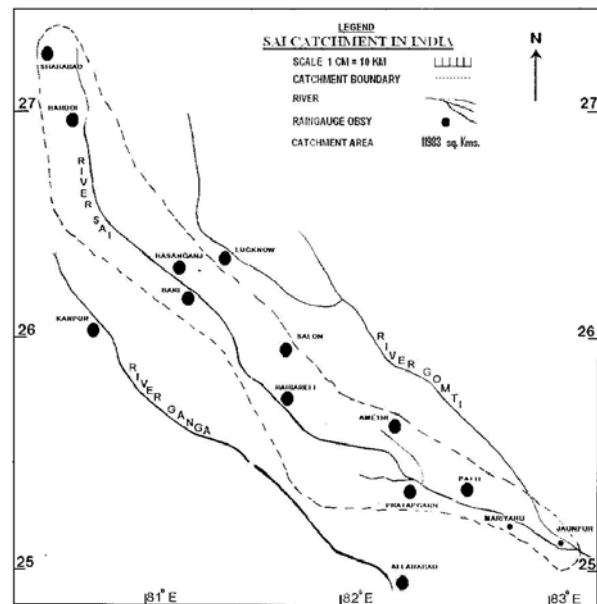 LEGEND
SAI CATCHMENT IN INDIA
SCALE 1 CM = 10 KM
CATCHMENT BOUNDARY
RIVER
RAINGAUGE OBSY
CATCHMENT AREA 11983 sq. Kms.
N
SHAHABAD
27
HARDOI
27
RIVER SAI
LUCKNOW
HASANGANJ
BARI
KANPUR
26
26
SALON
RIVER GOMTI
RIVER GANGA
AMETHI
PATTI
PRATAPGARH
MARIYAHU
JAUNPUR
25
25
ALLAHABAD
81°E
82°E
83°E